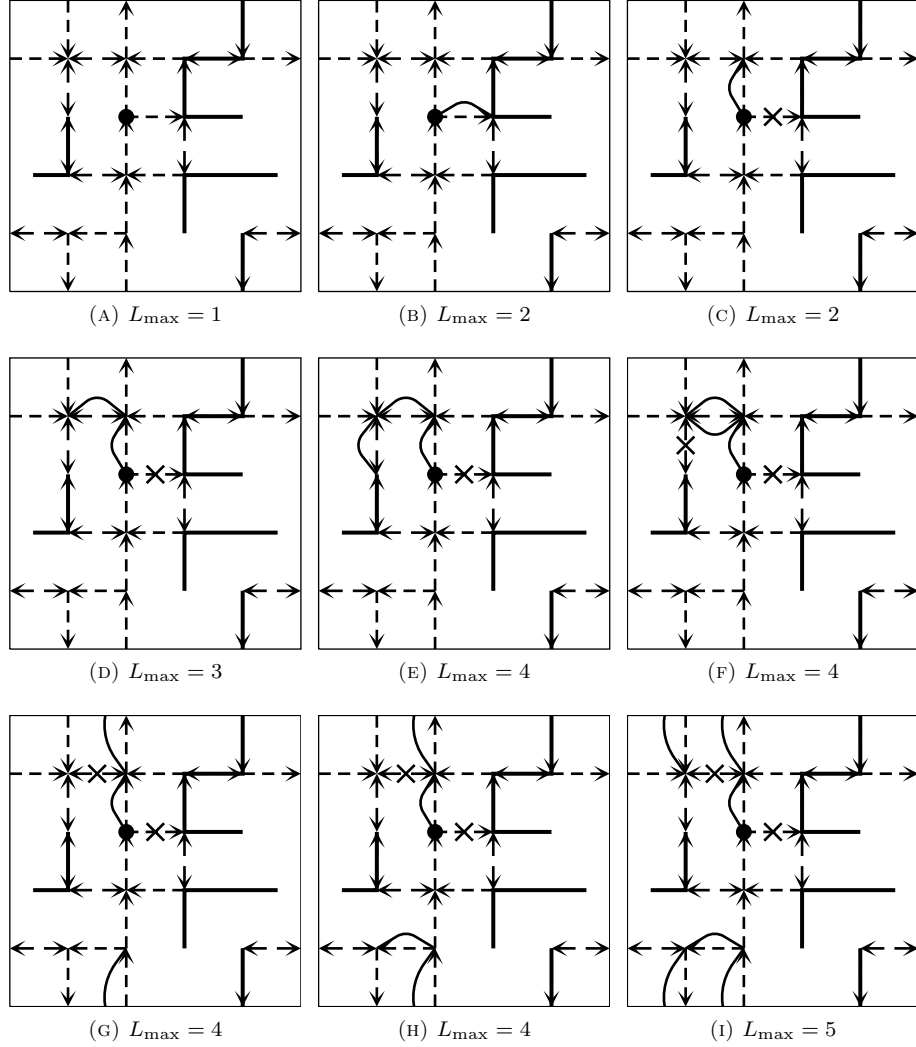 (A) L_max = 1
(B) L_max = 2
(C) L_max = 2
(D) L_max = 3
(E) L_max = 4
(F) L_max = 4
(G) L_max = 4
(H) L_max = 4
(I) L_max = 5